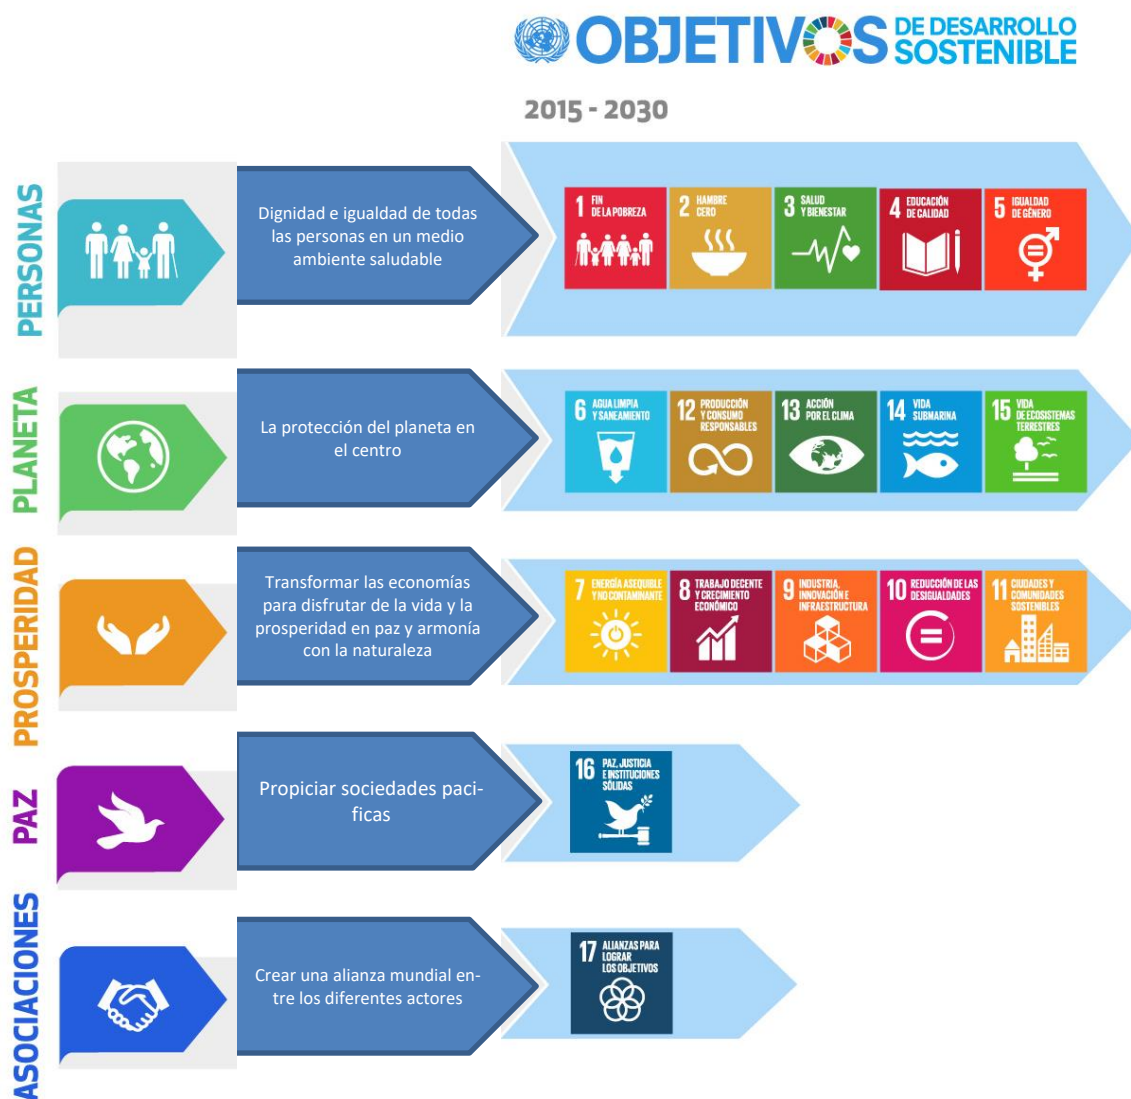 OBJETIVOS DE DESARROLLO
SOSTENIBLE
2015 - 2030
PERSONAS
Dignidad e igualdad de todas
las personas en un medio
ambiente saludable
1 FIN
DE LA POBREZA
2 HAMBRE
CERO
3 SALUD
Y BIENESTAR
4 EDUCACIÓN
DE CALIDAD
5 IGUALDAD
DE GÉNERO
PLANETA
La protección del planeta en
el centro
6 AGUA LIMPIA
Y SANEAMIENTO
12 PRODUCCIÓN
Y CONSUMO
RESPONSABLES
13 ACCIÓN
POR EL CLIMA
14 VIDA
SUBMARINA
15 VIDA
DE ECOSISTEMAS
TERRESTRES
PROSPERIDAD
Transformar las economías
para disfrutar de la vida y la
prosperidad en paz y armonía
con la naturaleza
7 ENERGÍA ASEQUIBLE
Y NO CONTAMINANTE
8 TRABAJO DECENTE
Y CRECIMIENTO
ECONÓMICO
9 INDUSTRIA,
INNOVACIÓN E
INFRAESTRUCTURA
10 REDUCCIÓN DE LAS
DESIGUALDADES
11 CIUDADES Y
COMUNIDADES
SOSTENIBLES
PAZ
Propiciar sociedades paci-
ficas
16 PAZ, JUSTICIA
E INSTITUCIONES
SÓLIDAS
ASOCIACIONES
Crear una alianza mundial en-
tre los diferentes actores
17 ALIANZAS PARA
LOGRAR
LOS OBJETIVOS